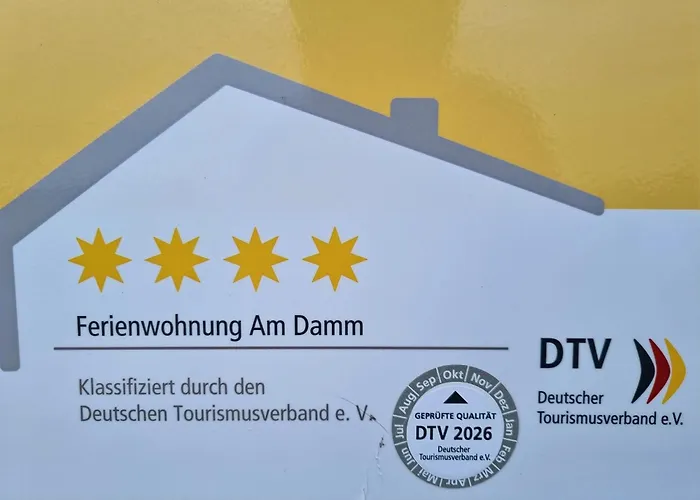 Ferienwohnung Am Damm
Klassifiziert durch den
Deutschen Tourismusverband e. V.
DTV
Deutscher
Tourismusverband e.V.
Jan Feb Mrz Apr Mai Jun Jul Aug Sep Okt Nov Dez
GEPRÜFTE QUALITÄT
DTV 2026
Deutscher
Tourismusverband e.V.